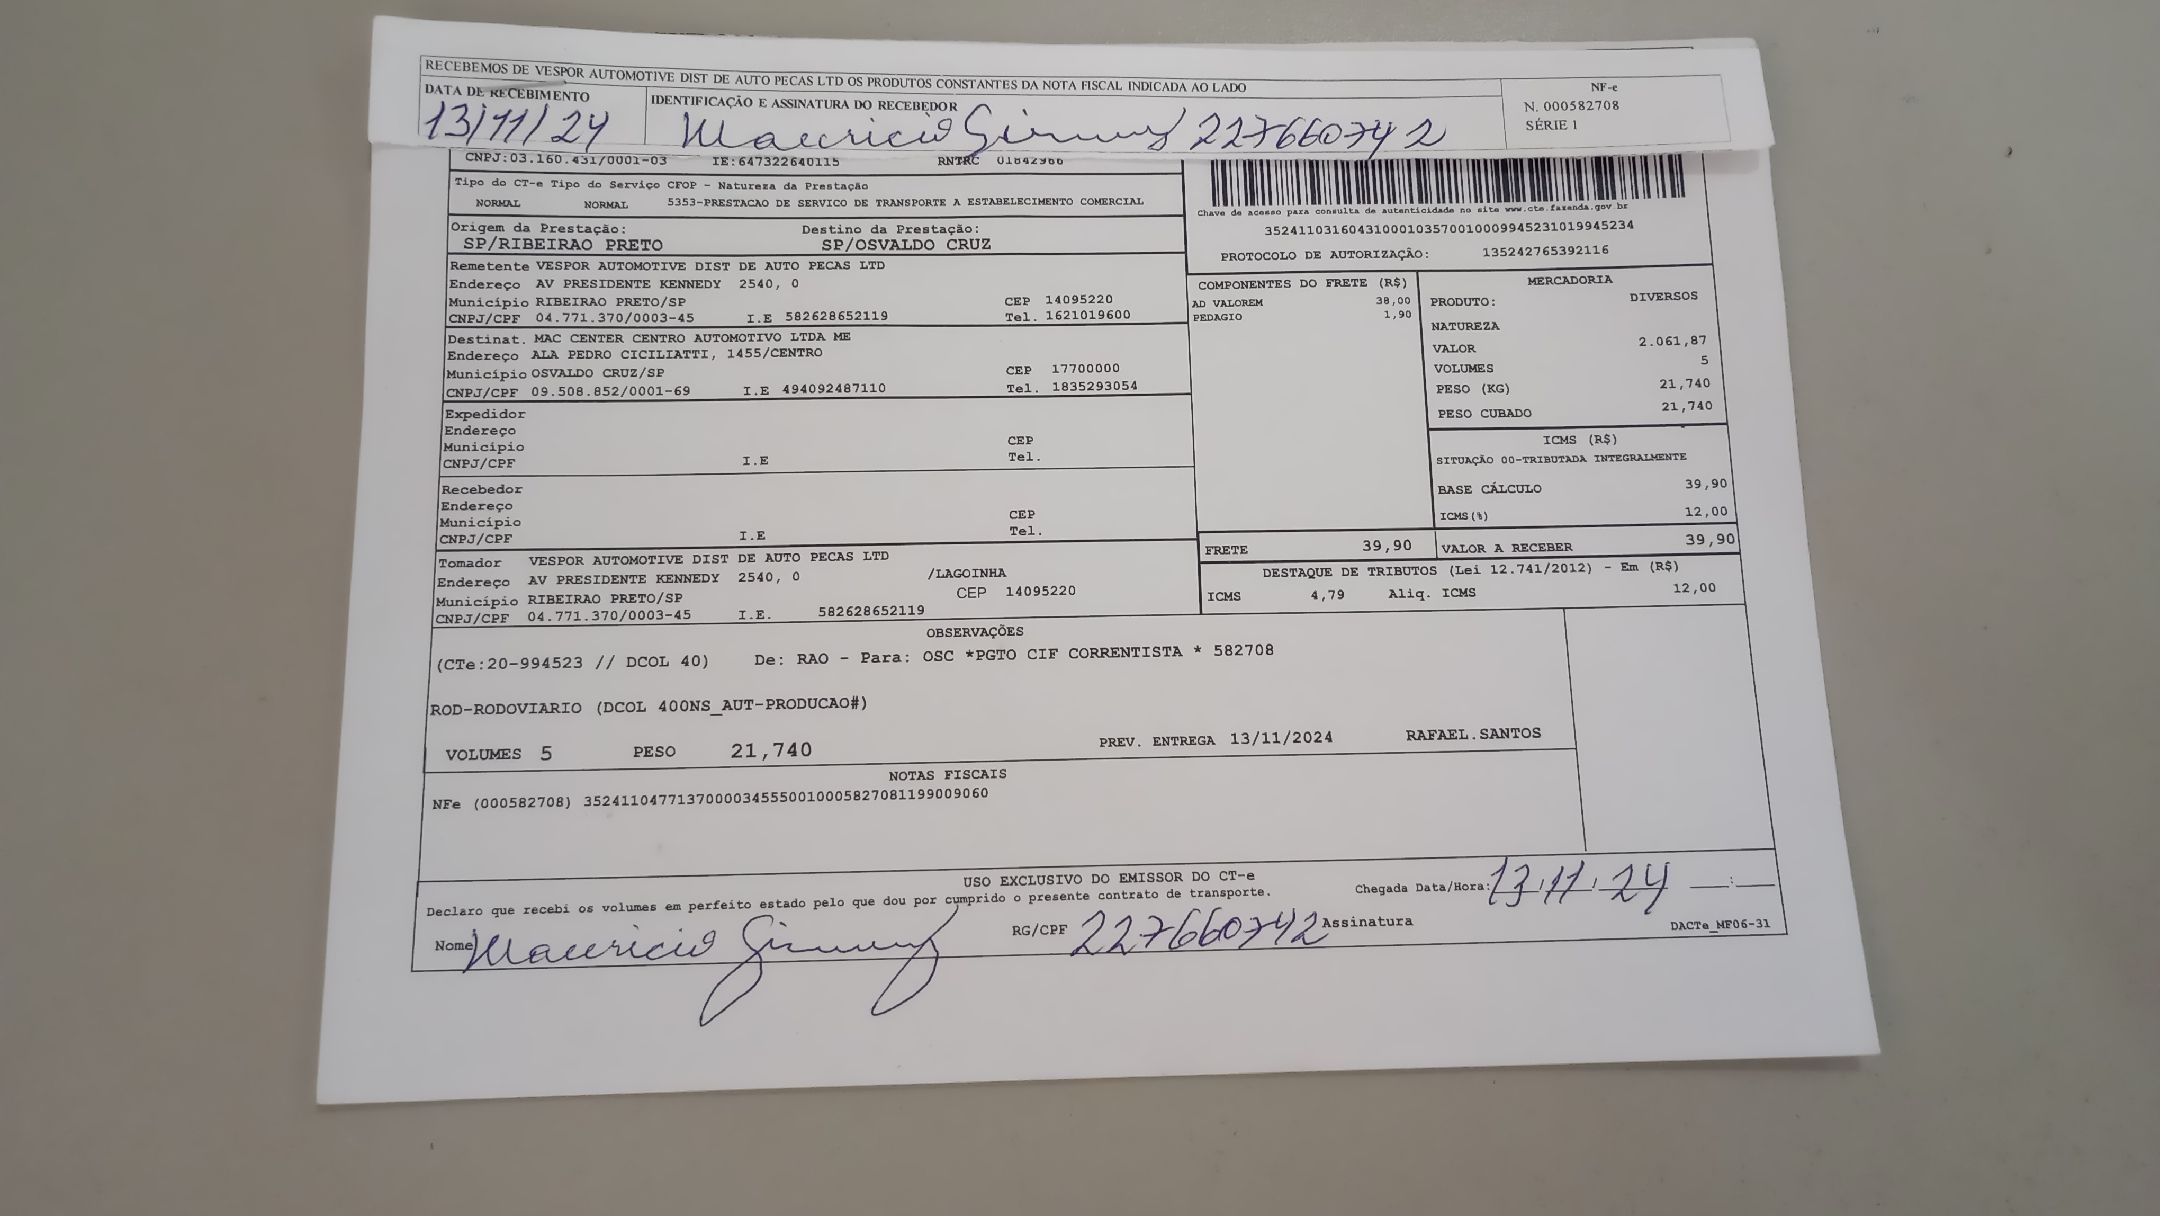 RECEBEMOS DE VESPOR AUTOMOTIVE DIST DE AUTO PECAS LTD OS PRODUTOS CONSTANTES DA NOTA FISCAL INDICADA AO LADO
DATA DE RECEBIMENTO
13/11/24
IDENTIFICAÇÃO E ASSINATURA DO RECEBEDOR
Mauricio 227660742
NF-e
N. 000582708
SÉRIE 1
CNPJ:03.160.431/0001-03 IE:647322640115 RNTRC 01842986
Tipo do CT-e Tipo do Serviço CFOP - Natureza da Prestação
NORMAL NORMAL 5353-PRESTACAO DE SERVICO DE TRANSPORTE A ESTABELECIMENTO COMERCIAL
Origem da Prestação: Destino da Prestação:
SP/RIBEIRAO PRETO SP/OSVALDO CRUZ
Chave de acesso para consulta de autenticidade no site www.cte.fazenda.gov.br
35241103160431000103570010009945231019945234
PROTOCOLO DE AUTORIZAÇÃO: 135242765392116
Remetente VESPOR AUTOMOTIVE DIST DE AUTO PECAS LTD
Endereço AV PRESIDENTE KENNEDY 2540, 0
Município RIBEIRAO PRETO/SP CEP 14095220
CNPJ/CPF 04.771.370/0003-45 I.E 582628652119 Tel. 1621019600
Destinat. MAC CENTER CENTRO AUTOMOTIVO LTDA ME
Endereço ALA PEDRO CICILIATTI, 1455/CENTRO
Município OSVALDO CRUZ/SP CEP 17700000
CNPJ/CPF 09.508.852/0001-69 I.E 494092487110 Tel. 1835293054
Expedidor
Endereço
Município CEP
CNPJ/CPF I.E Tel.
Recebedor
Endereço
Município CEP
CNPJ/CPF I.E Tel.
Tomador VESPOR AUTOMOTIVE DIST DE AUTO PECAS LTD
Endereço AV PRESIDENTE KENNEDY 2540, 0 /LAGOINHA
Município RIBEIRAO PRETO/SP CEP 14095220
CNPJ/CPF 04.771.370/0003-45 I.E. 582628652119
COMPONENTES DO FRETE (R$)
AD VALOREM 38,00
PEDAGIO 1,90
MERCADORIA
PRODUTO: DIVERSOS
NATUREZA
VALOR 2.061,87
VOLUMES 5
PESO (KG) 21,740
PESO CUBADO 21,740
ICMS (R$)
SITUAÇÃO 00-TRIBUTADA INTEGRALMENTE
BASE CÁLCULO 39,90
ICMS(%) 12,00
FRETE 39,90 VALOR A RECEBER 39,90
DESTAQUE DE TRIBUTOS (Lei 12.741/2012) - Em (R$)
ICMS 4,79 Aliq. ICMS 12,00
OBSERVAÇÕES
(CTe:20-994523 // DCOL 40) De: RAO - Para: OSC *PGTO CIF CORRENTISTA * 582708
ROD-RODOVIARIO (DCOL 400NS_AUT-PRODUCAO#)
VOLUMES 5 PESO 21,740 PREV. ENTREGA 13/11/2024 RAFAEL.SANTOS
NOTAS FISCAIS
NFe (000582708) 35241104771370000345550010005827081199009060
USO EXCLUSIVO DO EMISSOR DO CT-e
Declaro que recebi os volumes em perfeito estado pelo que dou por cumprido o presente contrato de transporte. Chegada Data/Hora: 13/11/24 __:__
Nome Mauricio RG/CPF 227660742 Assinatura DACTe_MF06-31